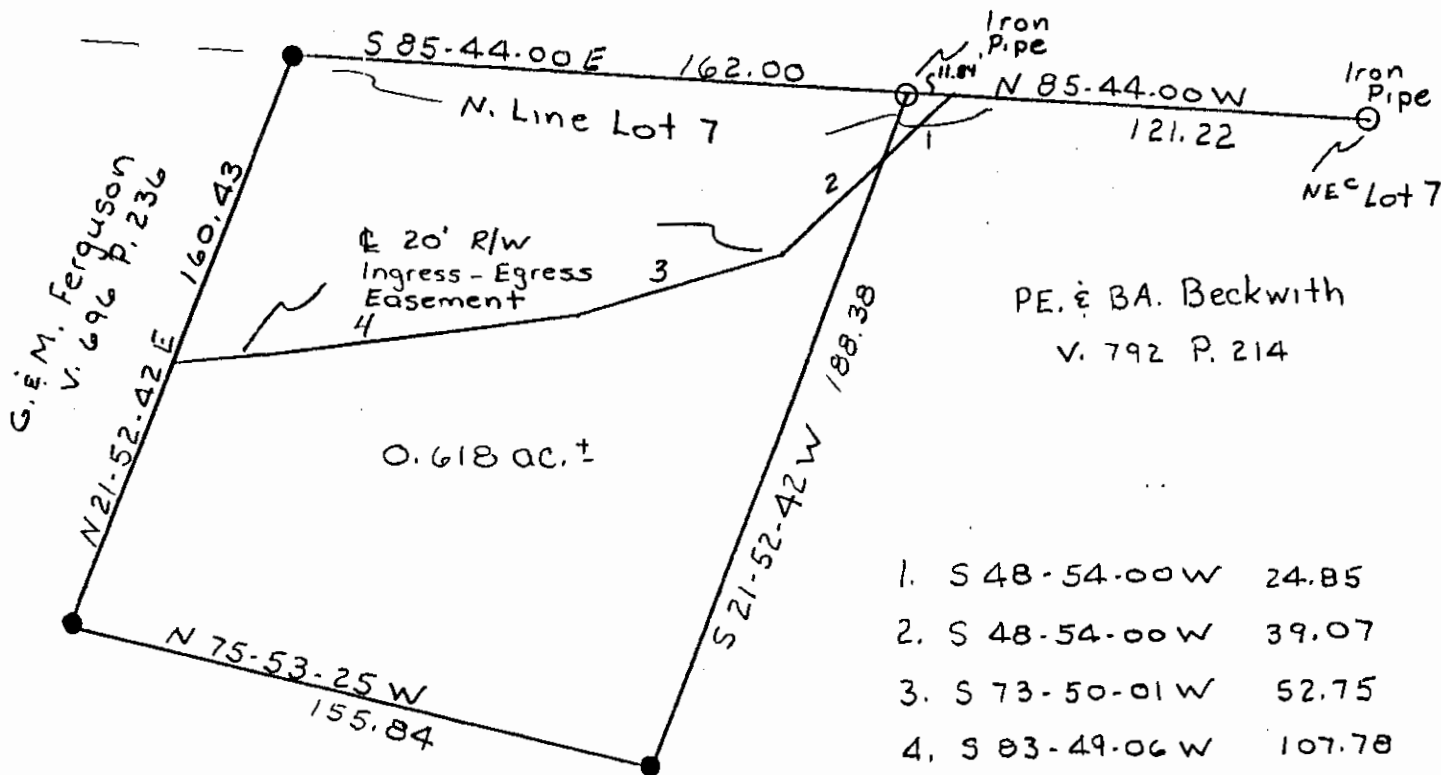 Iron
Pipe
S 85-44.00 E 162.00
11.84'
N 85-44.00 W
121.22
Iron
Pipe
NEC Lot 7
N. Line Lot 7
G. & M. Ferguson
V. 696 P. 236
N 21-52-42 E 160.43
℄ 20' R/W
Ingress - Egress
Easement
1
2
3
4
S 21-52-42 W 188.38
PE. & BA. Beckwith
V. 792 P. 214
0.618 ac.±
N 75-53-25 W
155.84
1. S 48-54-00 W 24.85
2. S 48-54-00 W 39.07
3. S 73-50-01 W 52.75
4. S 83-49-06 W 107.78